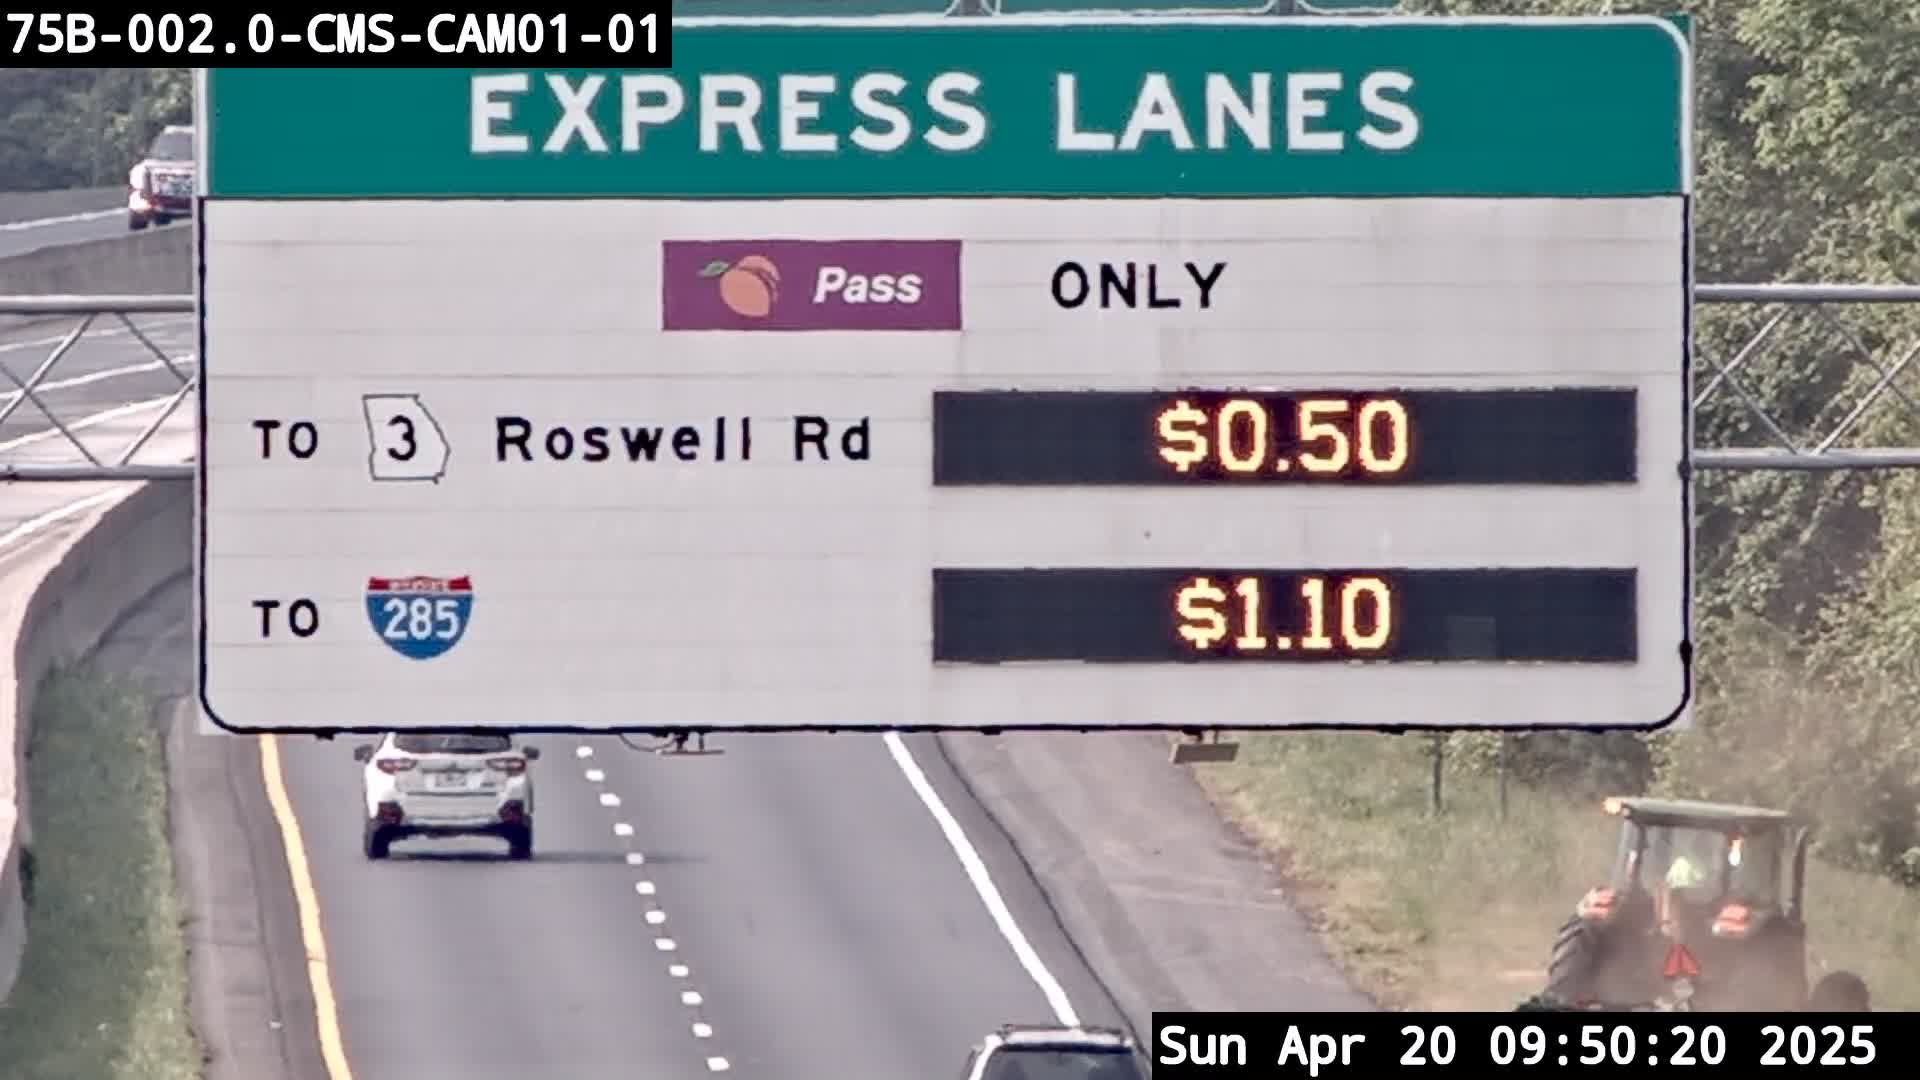 75B-002.0-CMS-CAM01-01
EXPRESS LANES
Pass ONLY
TO 3 Roswell Rd $0.50
TO 285 $1.10
Sun Apr 20 09:50:20 2025